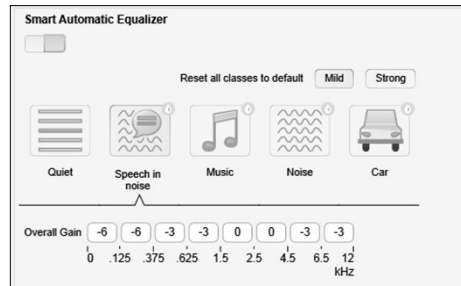 Smart Automatic Equalizer
Reset all classes to default Mild Strong
Quiet Speech in noise Music Noise Car
Overall Gain -6 -6 -3 -3 0 0 -3 -3
0 .125 .375 .625 1.5 2.5 4.5 6.5 12
kHz